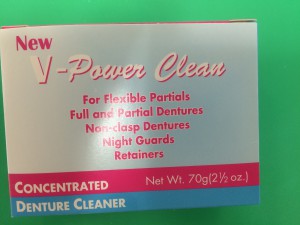 New
V-Power Clean
For Flexible Partials
Full and Partial Dentures
Non-clasp Dentures
Night Guards
Retainers
CONCENTRATED
Net Wt. 70g(2½ oz.)
DENTURE CLEANER